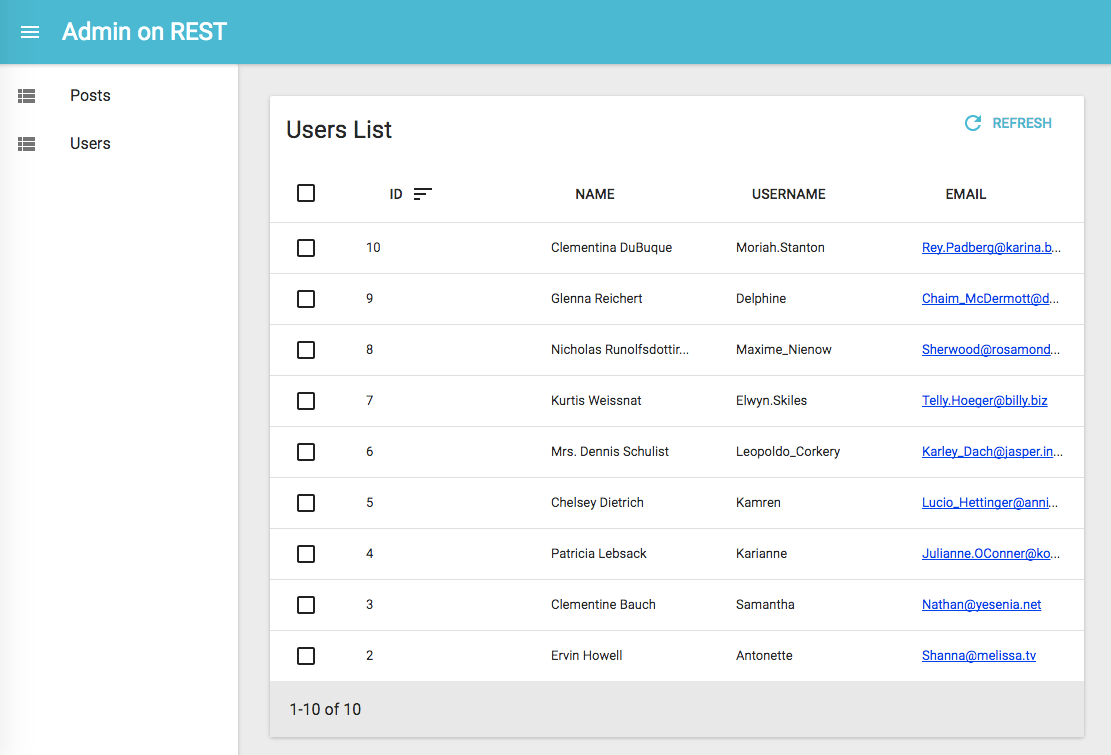 Admin on REST
Posts
Users
Users List
REFRESH
ID NAME USERNAME EMAIL
10 Clementina DuBuque Moriah.Stanton Rey.Padberg@karina.b...
9 Glenna Reichert Delphine Chaim_McDermott@d...
8 Nicholas Runolfsdottir... Maxime_Nienow Sherwood@rosamond...
7 Kurtis Weissnat Elwyn.Skiles Telly.Hoeger@billy.biz
6 Mrs. Dennis Schulist Leopoldo_Corkery Karley_Dach@jasper.in...
5 Chelsey Dietrich Kamren Lucio_Hettinger@anni...
4 Patricia Lebsack Karianne Julianne.OConner@ko...
3 Clementine Bauch Samantha Nathan@yesenia.net
2 Ervin Howell Antonette Shanna@melissa.tv
1-10 of 10